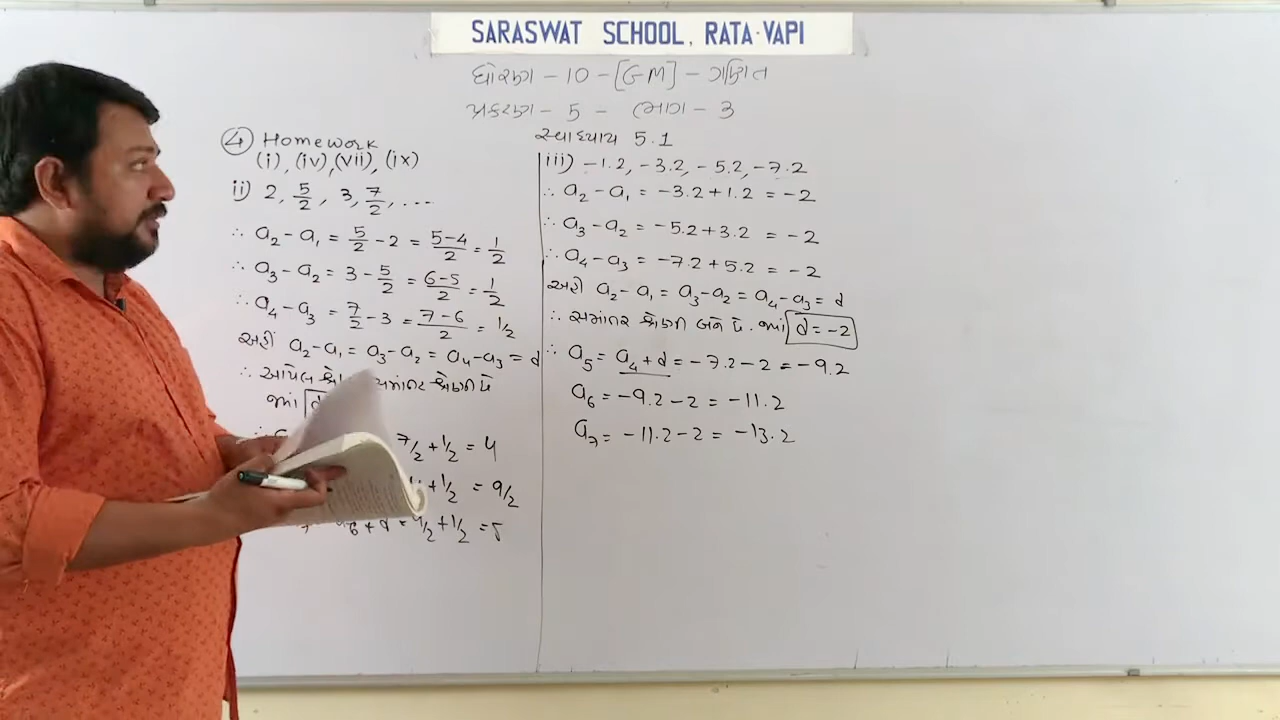 SARASWAT SCHOOL, RATA-VAPI
ધોરણ - 10 - [GM] - ગણિત
પ્રકરણ - 5 - ભાગ - 3
સ્વાધ્યાય 5.1
④ Homework
(i), (iv), (vii), (ix)
ii) 2, 5/2, 3, 7/2, ...
∴ a₂ - a₁ = 5/2 - 2 = (5-4)/2 = 1/2
∴ a₃ - a₂ = 3 - 5/2 = (6-5)/2 = 1/2
∴ a₄ - a₃ = 7/2 - 3 = (7-6)/2 = 1/2
અહીં a₂-a₁ = a₃-a₂ = a₄-a₃ = d
∴ આપેલ સમાંતર શ્રેણી છે
જ્યાં d
7/2 + 1/2 = 4
+ 1/2 = 9/2
a₆ + d = 9/2 + 1/2 = 5
iii) -1.2, -3.2, -5.2, -7.2
∴ a₂ - a₁ = -3.2 + 1.2 = -2
∴ a₃ - a₂ = -5.2 + 3.2 = -2
∴ a₄ - a₃ = -7.2 + 5.2 = -2
અહીં a₂-a₁ = a₃-a₂ = a₄-a₃ = d
∴ સમાંતર શ્રેણી બને છે. જ્યાં d = -2
∴ a₅ = a₄ + d = -7.2 - 2 = -9.2
a₆ = -9.2 - 2 = -11.2
a₇ = -11.2 - 2 = -13.2